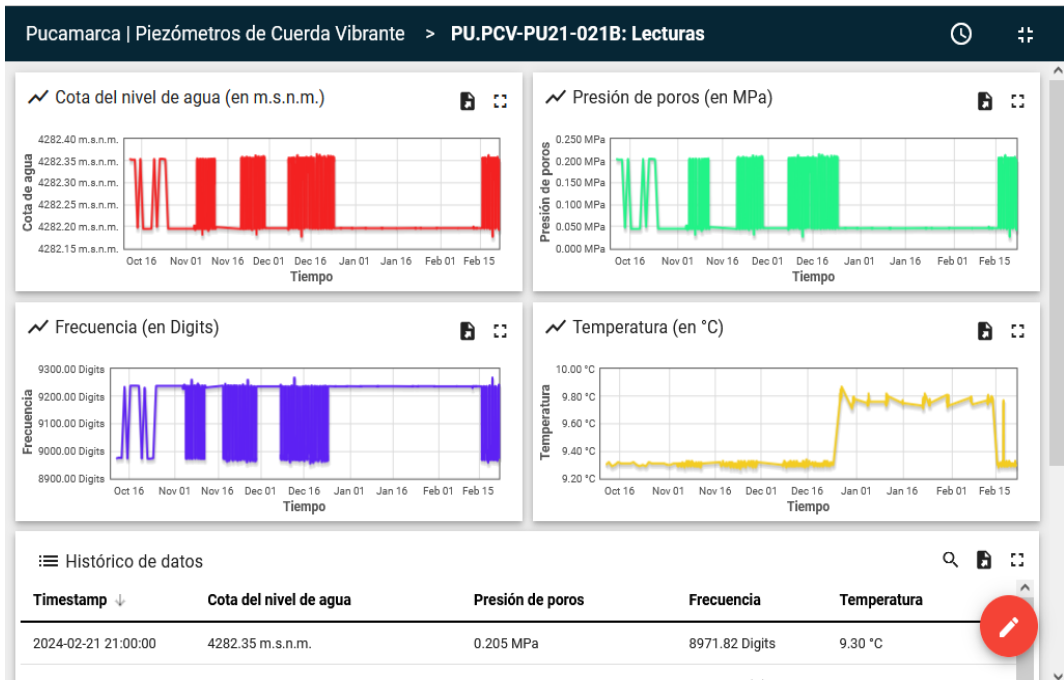 Pucamarca | Piezómetros de Cuerda Vibrante > PU.PCV-PU21-021B: Lecturas
Cota del nivel de agua (en m.s.n.m.)
4282.40 m.s.n.m.
4282.35 m.s.n.m.
4282.30 m.s.n.m.
4282.25 m.s.n.m.
4282.20 m.s.n.m.
4282.15 m.s.n.m.
Cota de agua
Oct 16 Nov 01 Nov 16 Dec 01 Dec 16 Jan 01 Jan 16 Feb 01 Feb 15
Tiempo
Presión de poros (en MPa)
0.250 MPa
0.200 MPa
0.150 MPa
0.100 MPa
0.050 MPa
0.000 MPa
Presión de poros
Oct 16 Nov 01 Nov 16 Dec 01 Dec 16 Jan 01 Jan 16 Feb 01 Feb 15
Tiempo
Frecuencia (en Digits)
9300.00 Digits
9200.00 Digits
9100.00 Digits
9000.00 Digits
8900.00 Digits
Frecuencia
Oct 16 Nov 01 Nov 16 Dec 01 Dec 16 Jan 01 Jan 16 Feb 01 Feb 15
Tiempo
Temperatura (en °C)
10.00 °C
9.80 °C
9.60 °C
9.40 °C
9.20 °C
Temperatura
Oct 16 Nov 01 Nov 16 Dec 01 Dec 16 Jan 01 Jan 16 Feb 01 Feb 15
Tiempo
Histórico de datos
Timestamp ↓ Cota del nivel de agua Presión de poros Frecuencia Temperatura
2024-02-21 21:00:00 4282.35 m.s.n.m. 0.205 MPa 8971.82 Digits 9.30 °C